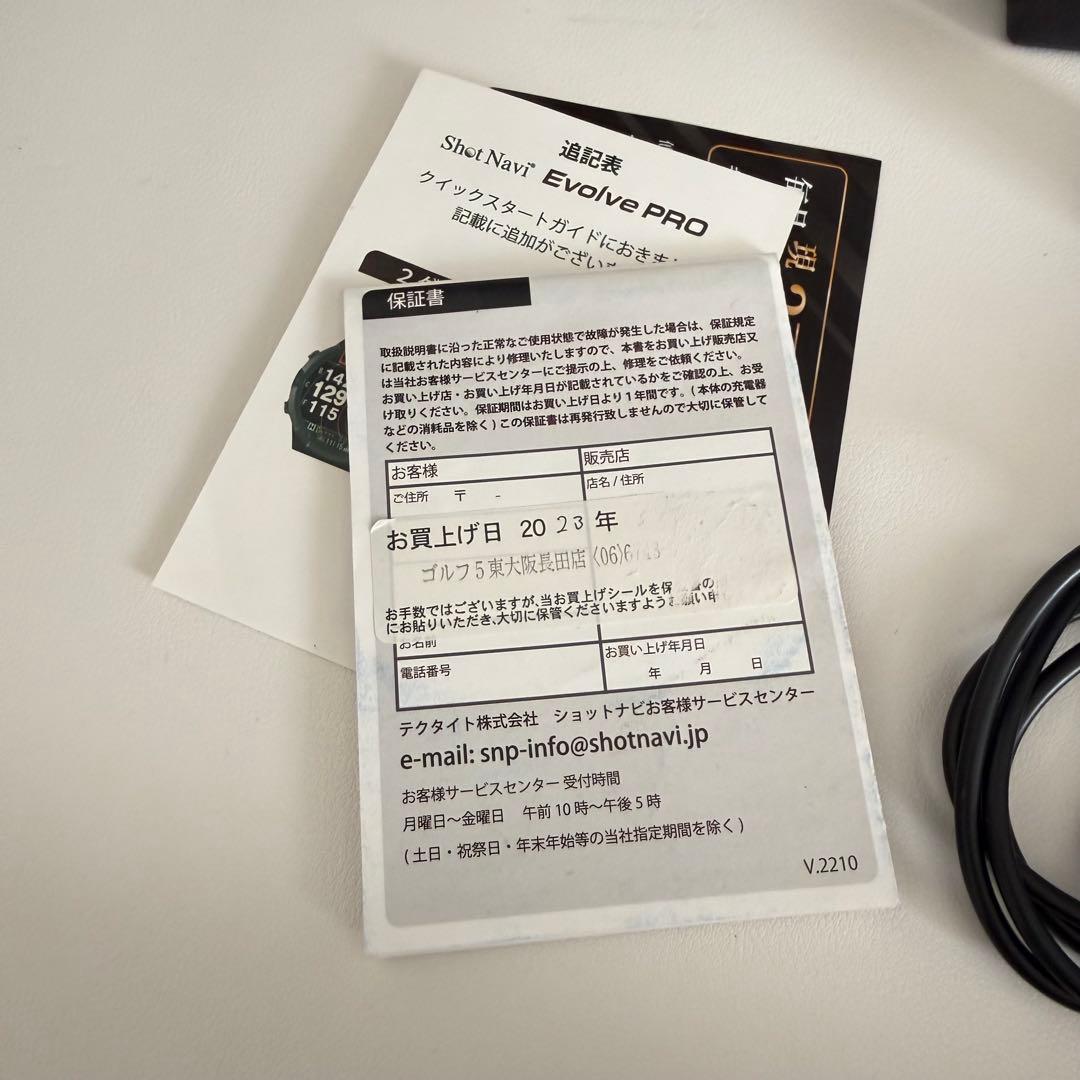 追記表
Shot Navi® Evolve PRO
クイックスタートガイドにおきまし
記載に追加がござい
現
142
129
115
保証書
取扱説明書に沿った正常なご使用状態で故障が発生した場合は、保証規定
に記載された内容により修理いたしますので、本書をお買い上げ販売店又
は当社お客様サービスセンターにご提示の上、修理をご依頼ください。
お買い上げ店・お買い上げ年月日が記載されているかをご確認の上、お受
け取りください。保証期間はお買い上げ日より1年間です。(本体の充電器
などの消耗品を除く)この保証書は再発行致しませんので大切に保管して
ください。
お客様
販売店
ご住所 〒 -
店名/住所
お買上げ日 2023年
ゴルフ5東大阪長田店〈06〉6
お手数ではございますが、当お買上げシールを保 の
にお貼りいただき、大切に保管くださいますようお願い申
お名前
お買い上げ年月日
電話番号
年 月 日
テクタイト株式会社 ショットナビお客様サービスセンター
e-mail: snp-info@shotnavi.jp
お客様サービスセンター 受付時間
月曜日〜金曜日 午前10時〜午後5時
(土日・祝祭日・年末年始等の当社指定期間を除く)
V.2210